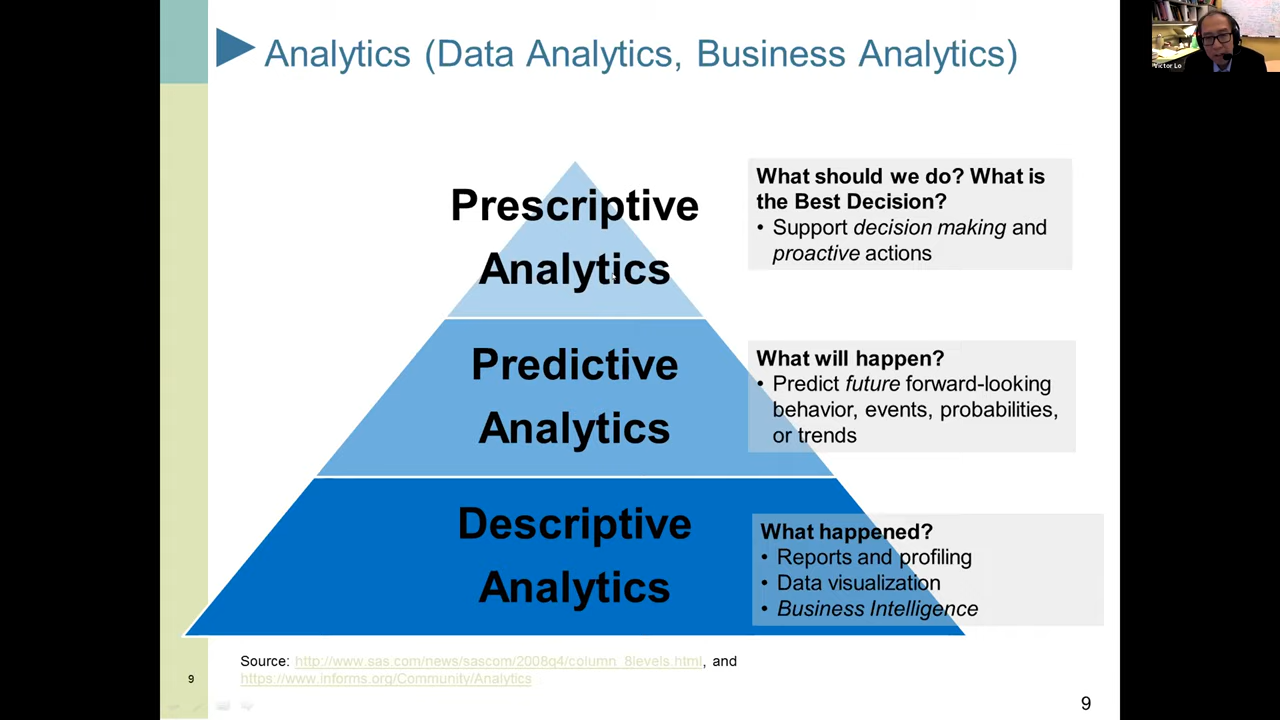 Analytics (Data Analytics, Business Analytics)
Prescriptive
Analytics
What should we do? What is
the Best Decision?
• Support decision making and
proactive actions
Predictive
Analytics
What will happen?
• Predict future forward-looking
behavior, events, probabilities,
or trends
Descriptive
Analytics
What happened?
• Reports and profiling
• Data visualization
• Business Intelligence
Source: http://www.sas.com/news/sascom/2008q4/column_8levels.html, and
https://www.informs.org/Community/Analytics
9
9
Victor Lo